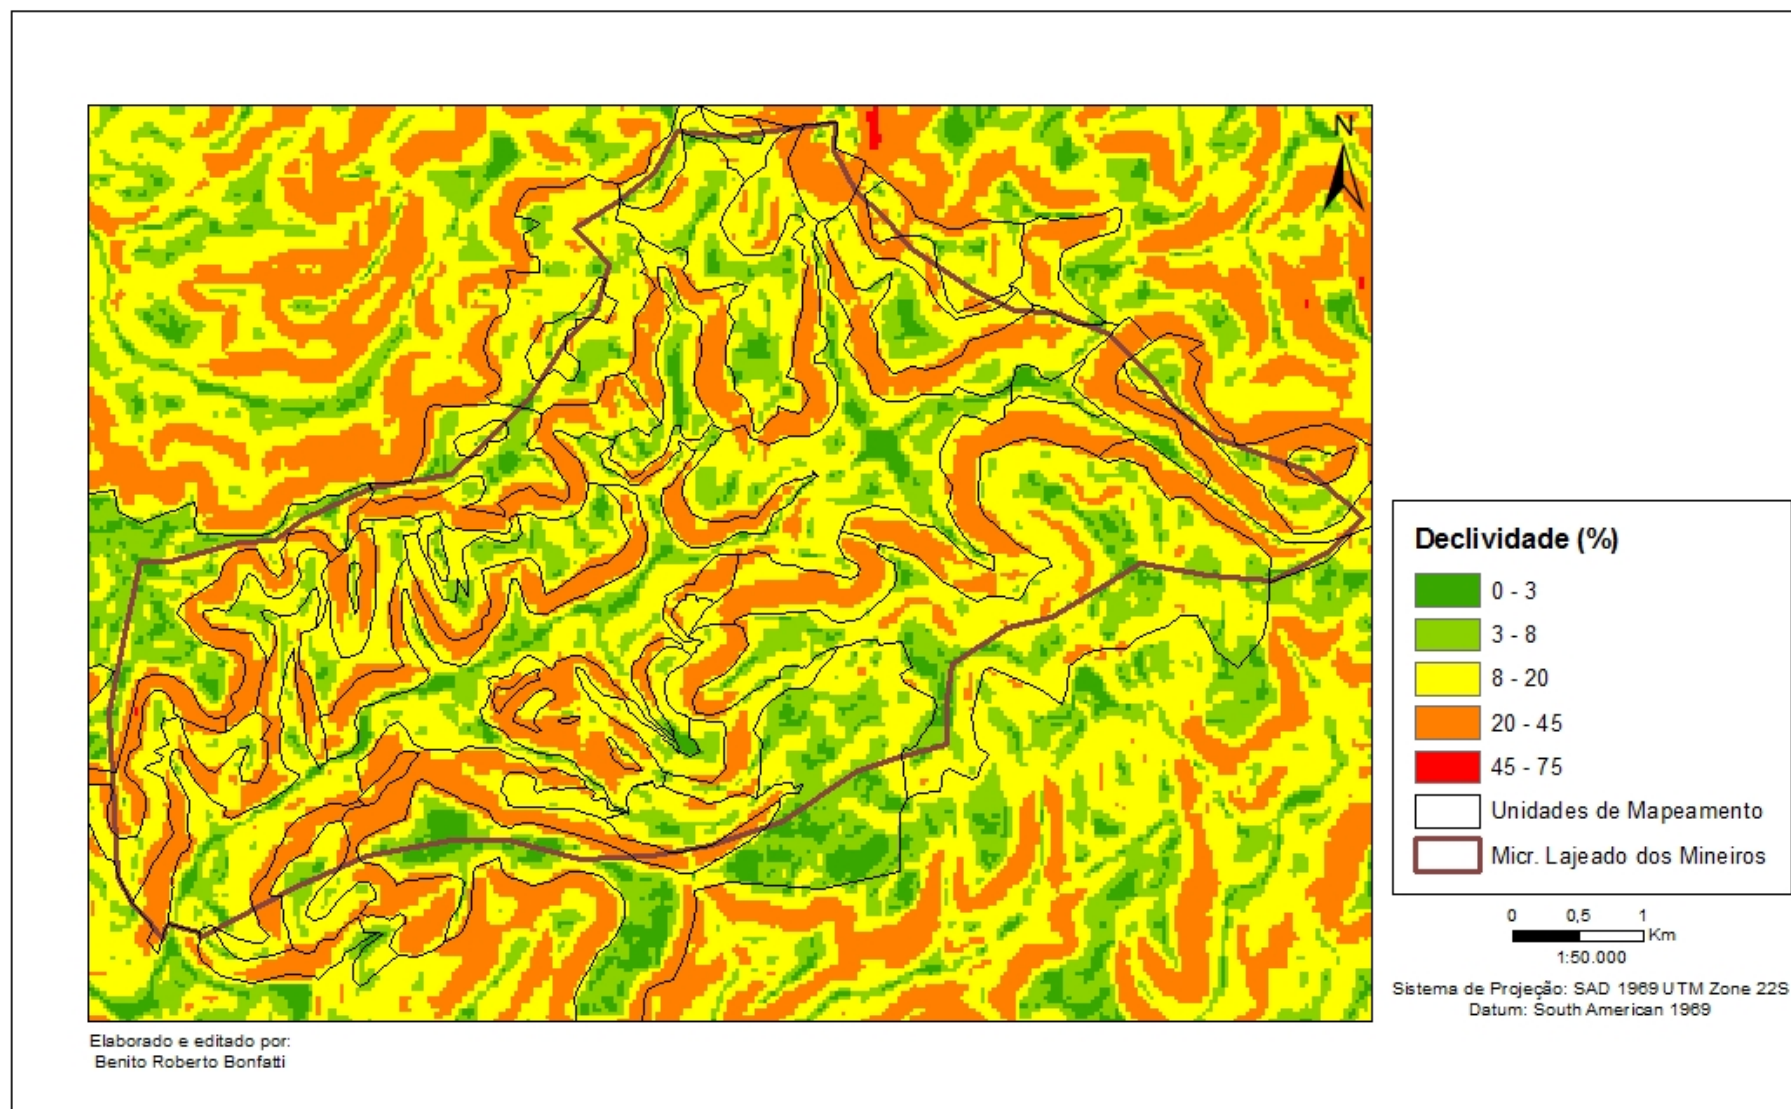 N
Declividade (%)
0 - 3
3 - 8
8 - 20
20 - 45
45 - 75
Unidades de Mapeamento
Micr. Lajeado dos Mineiros
0 0,5 1
Km
1:50.000
Sistema de Projeção: SAD 1969 UTM Zone 22S
Datum: South American 1969
Elaborado e editado por:
Benito Roberto Bonfatti